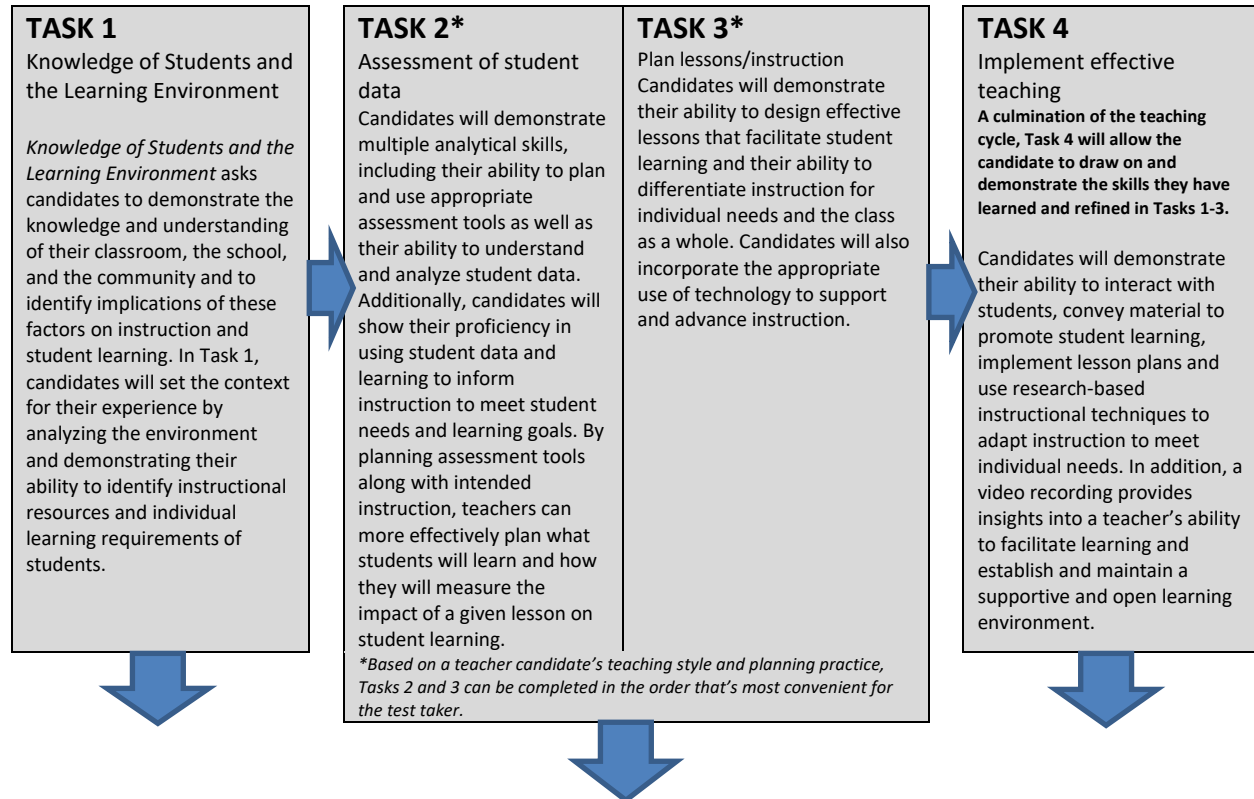 TASK 1
Knowledge of Students and
the Learning Environment
Knowledge of Students and the
Learning Environment asks
candidates to demonstrate the
knowledge and understanding
of their classroom, the school,
and the community and to
identify implications of these
factors on instruction and
student learning. In Task 1,
candidates will set the context
for their experience by
analyzing the environment
and demonstrating their
ability to identify instructional
resources and individual
learning requirements of
students.
TASK 2*
Assessment of student
data
Candidates will demonstrate
multiple analytical skills,
including their ability to plan
and use appropriate
assessment tools as well as
their ability to understand
and analyze student data.
Additionally, candidates will
show their proficiency in
using student data and
learning to inform
instruction to meet student
needs and learning goals. By
planning assessment tools
along with intended
instruction, teachers can
more effectively plan what
students will learn and how
they will measure the
impact of a given lesson on
student learning.
TASK 3*
Plan lessons/instruction
Candidates will demonstrate
their ability to design effective
lessons that facilitate student
learning and their ability to
differentiate instruction for
individual needs and the class
as a whole. Candidates will also
incorporate the appropriate
use of technology to support
and advance instruction.
*Based on a teacher candidate's teaching style and planning practice,
Tasks 2 and 3 can be completed in the order that's most convenient for
the test taker.
TASK 4
Implement effective
teaching
A culmination of the teaching
cycle, Task 4 will allow the
candidate to draw on and
demonstrate the skills they have
learned and refined in Tasks 1-3.
Candidates will demonstrate
their ability to interact with
students, convey material to
promote student learning,
implement lesson plans and
use research-based
instructional techniques to
adapt instruction to meet
individual needs. In addition, a
video recording provides
insights into a teacher's ability
to facilitate learning and
establish and maintain a
supportive and open learning
environment.